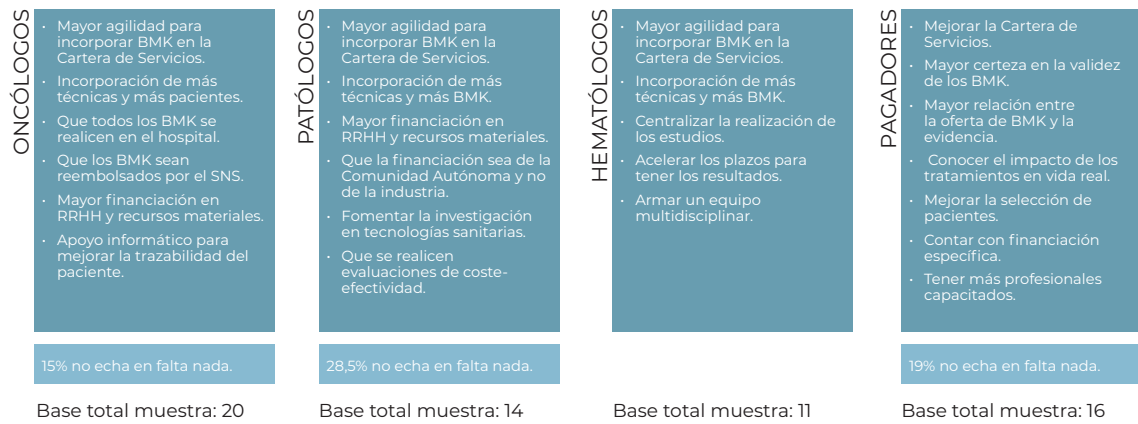 ONCÓLOGOS
· Mayor agilidad para
incorporar BMK en la
Cartera de Servicios.
· Incorporación de más
técnicas y más pacientes.
· Que todos los BMK se
realicen en el hospital.
· Que los BMK sean
reembolsados por el SNS.
· Mayor financiación en
RRHH y recursos materiales.
· Apoyo informático para
mejorar la trazabilidad del
paciente.
15% no echa en falta nada.
Base total muestra: 20
PATÓLOGOS
· Mayor agilidad para
incorporar BMK en la
Cartera de Servicios.
· Incorporación de más
técnicas y más BMK.
· Mayor financiación en
RRHH y recursos materiales.
· Que la financiación sea de la
Comunidad Autónoma y no
de la industria.
· Fomentar la investigación
en tecnologías sanitarias.
· Que se realicen
evaluaciones de coste-
efectividad.
28,5% no echa en falta nada.
Base total muestra: 14
HEMATÓLOGOS
· Mayor agilidad para
incorporar BMK en la
Cartera de Servicios.
· Incorporación de más
técnicas y más BMK.
· Centralizar la realización de
los estudios.
· Acelerar los plazos para
tener los resultados.
· Armar un equipo
multidisciplinar.
Base total muestra: 11
PAGADORES
· Mejorar la Cartera de
Servicios.
· Mayor certeza en la validez
de los BMK.
· Mayor relación entre
la oferta de BMK y la
evidencia.
· Conocer el impacto de los
tratamientos en vida real.
· Mejorar la selección de
pacientes.
· Contar con financiación
específica.
· Tener más profesionales
capacitados.
19% no echa en falta nada.
Base total muestra: 16